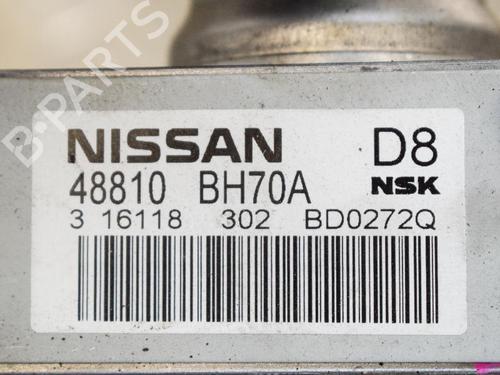 B-PARTS
NISSAN D8
48810 BH70A NSK
3 16118 302 BD0272Q